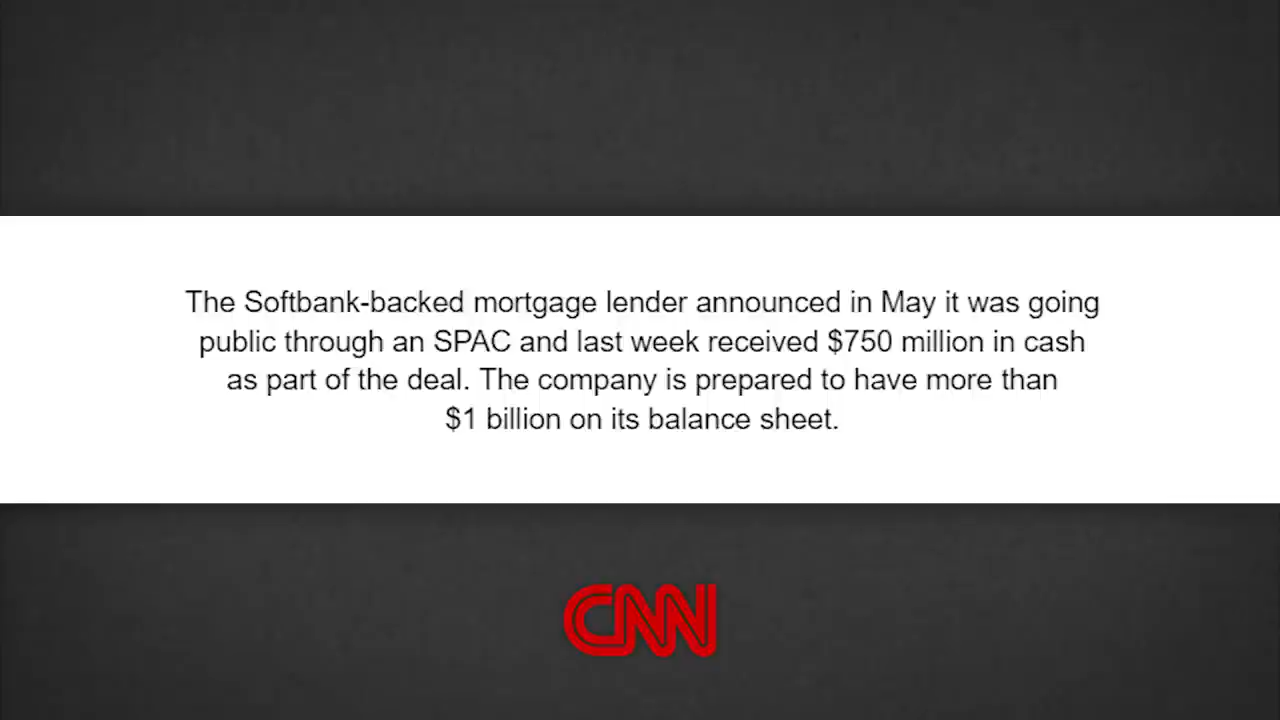 The Softbank-backed mortgage lender announced in May it was going
public through an SPAC and last week received $750 million in cash
as part of the deal. The company is prepared to have more than
$1 billion on its balance sheet.
CNN